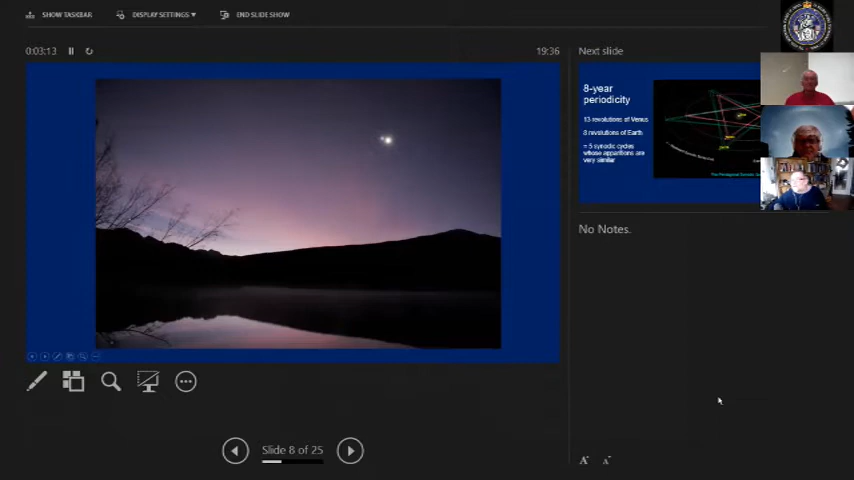 SHOW TASKBAR
DISPLAY SETTINGS
END SLIDE SHOW
0:03:13
19:36
Next slide
8-year
periodicity
13 revolutions of Venus
8 revolutions of Earth
= 5 synodic cycles
whose apparitions are
very similar
No Notes.
Slide 8 of 25
A
A